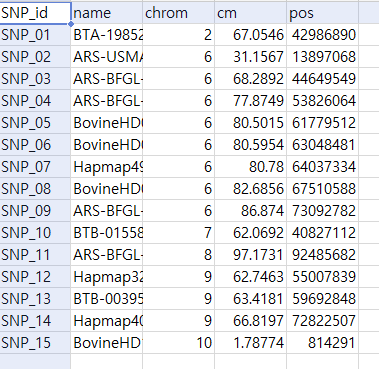 SNP_id name chrom cm pos
SNP_01 BTA-19852 2 67.0546 42986890
SNP_02 ARS-USMA 6 31.1567 13897068
SNP_03 ARS-BFGL- 6 68.2892 44649549
SNP_04 ARS-BFGL- 6 77.8749 53826064
SNP_05 BovineHD0 6 80.5015 61779512
SNP_06 BovineHD0 6 80.5954 63048481
SNP_07 Hapmap49 6 80.78 64037334
SNP_08 BovineHD0 6 82.6856 67510588
SNP_09 ARS-BFGL- 6 86.874 73092782
SNP_10 BTB-01558 7 62.0692 40827112
SNP_11 ARS-BFGL- 8 97.1731 92485682
SNP_12 Hapmap32 9 62.7463 55007839
SNP_13 BTB-00395 9 63.4181 59692848
SNP_14 Hapmap40 9 66.8197 72822507
SNP_15 BovineHD1 10 1.78774 814291